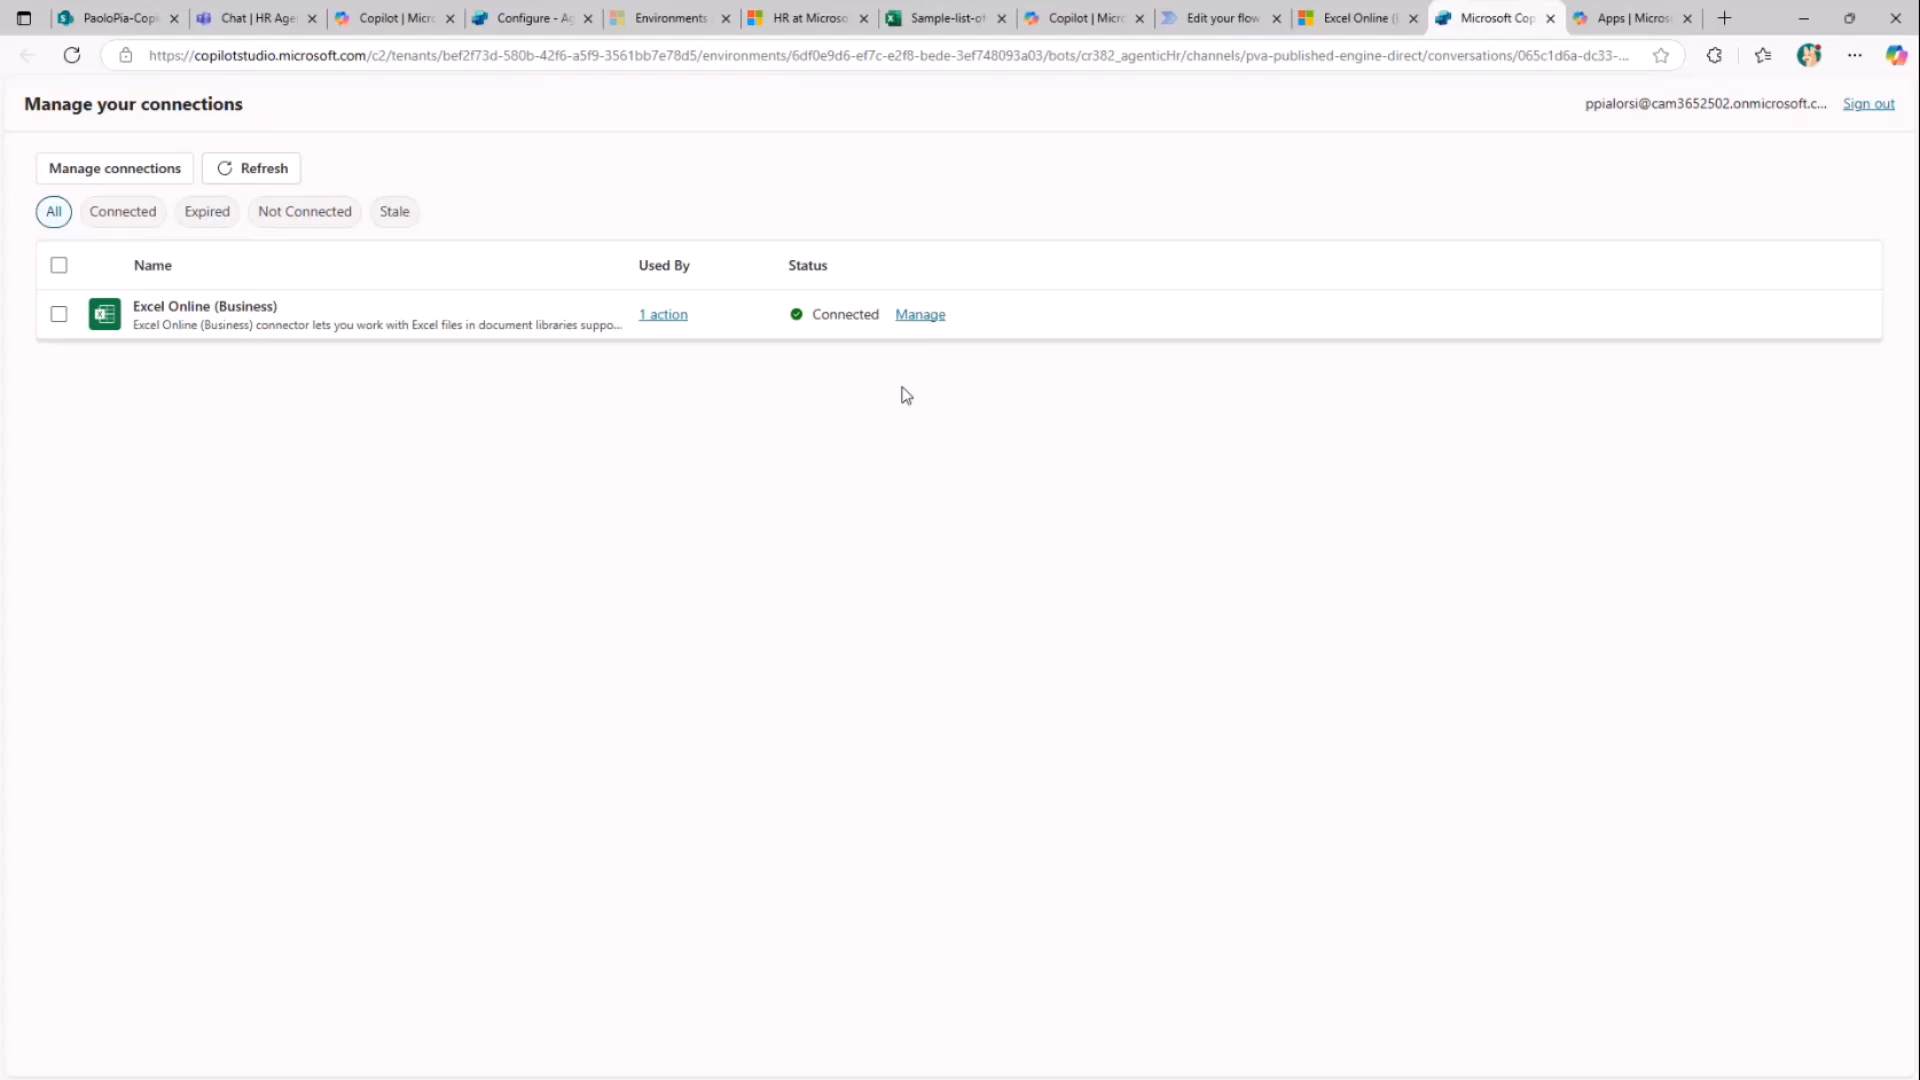 PaoloPia-Copi
Chat | HR Age
Copilot | Micro
Configure - Ag
Environments
HR at Microso
Sample-list-of
Copilot | Micro
Edit your flow
Excel Online (
Microsoft Cop
Apps | Micros
https://copilotstudio.microsoft.com/c2/tenants/bef2f73d-580b-42f6-a5f9-3561bb7e78d5/environments/6df0e9d6-ef7c-e2f8-bede-3ef748093a03/bots/cr382_agenticHr/channels/pva-published-engine-direct/conversations/065c1d6a-dc33-...
Manage your connections
ppialorsi@cam3652502.onmicrosoft.c...
Sign out
Manage connections
Refresh
All
Connected
Expired
Not Connected
Stale
Name
Used By
Status
Excel Online (Business)
Excel Online (Business) connector lets you work with Excel files in document libraries suppo...
1 action
Connected
Manage